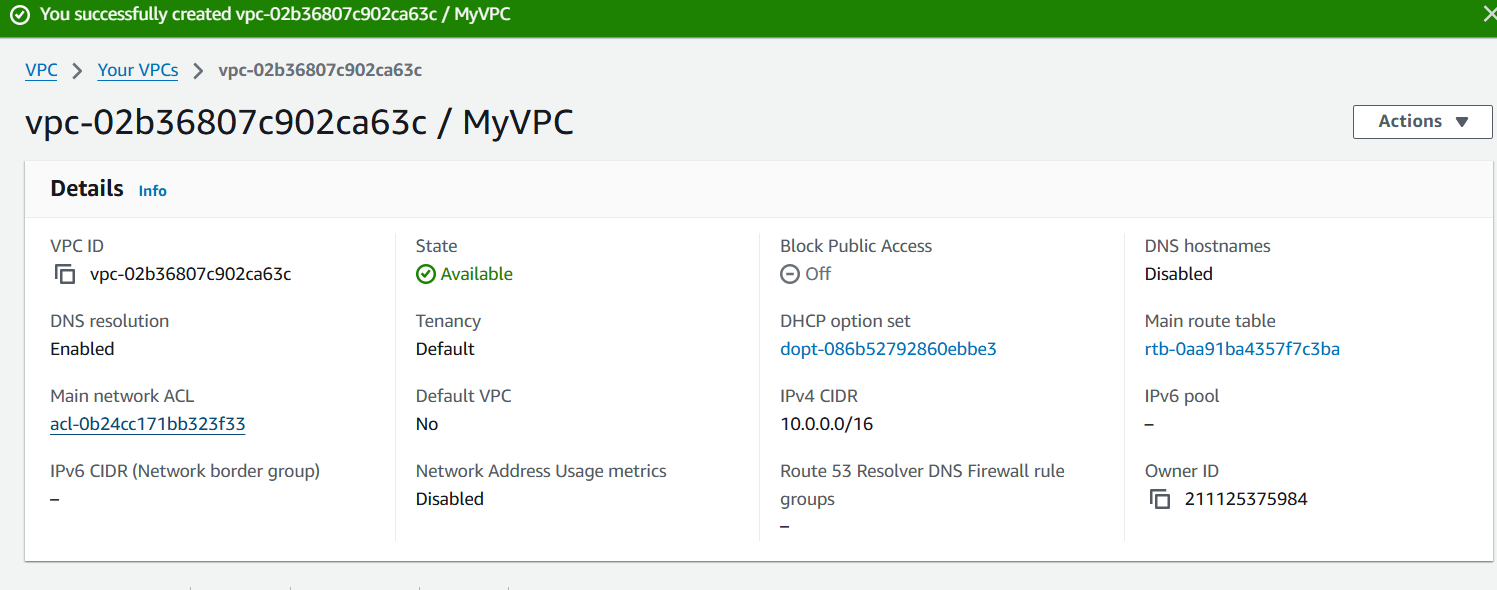 You successfully created vpc-02b36807c902ca63c / MyVPC
VPC > Your VPCs > vpc-02b36807c902ca63c
vpc-02b36807c902ca63c / MyVPC
Actions
Details Info
VPC ID
vpc-02b36807c902ca63c
State
Available
Block Public Access
Off
DNS hostnames
Disabled
DNS resolution
Enabled
Tenancy
Default
DHCP option set
dopt-086b52792860ebbe3
Main route table
rtb-0aa91ba4357f7c3ba
Main network ACL
acl-0b24cc171bb323f33
Default VPC
No
IPv4 CIDR
10.0.0.0/16
IPv6 pool
–
IPv6 CIDR (Network border group)
–
Network Address Usage metrics
Disabled
Route 53 Resolver DNS Firewall rule
groups
–
Owner ID
211125375984